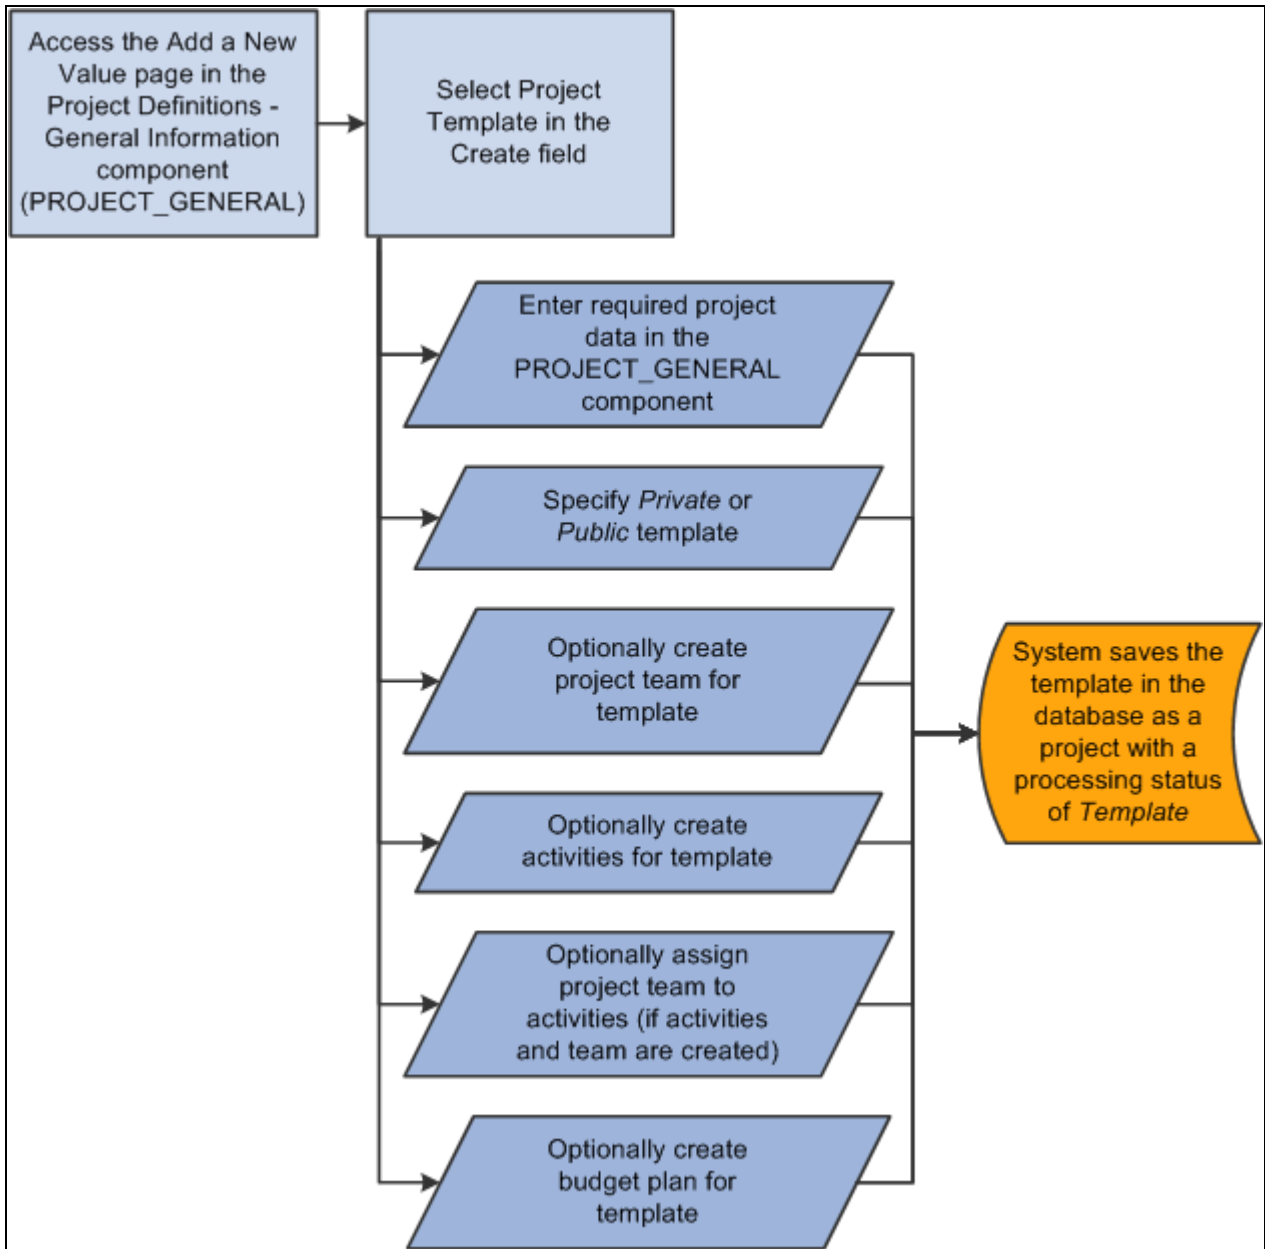 Access the Add a New
Value page in the
Project Definitions -
General Information
component
(PROJECT_GENERAL)
Select Project
Template in the
Create field
Enter required project
data in the
PROJECT_GENERAL
component
Specify Private or
Public template
Optionally create
project team for
template
Optionally create
activities for template
Optionally assign
project team to
activities (if activities
and team are created)
Optionally create
budget plan for
template
System saves the
template in the
database as a
project with a
processing status
of Template